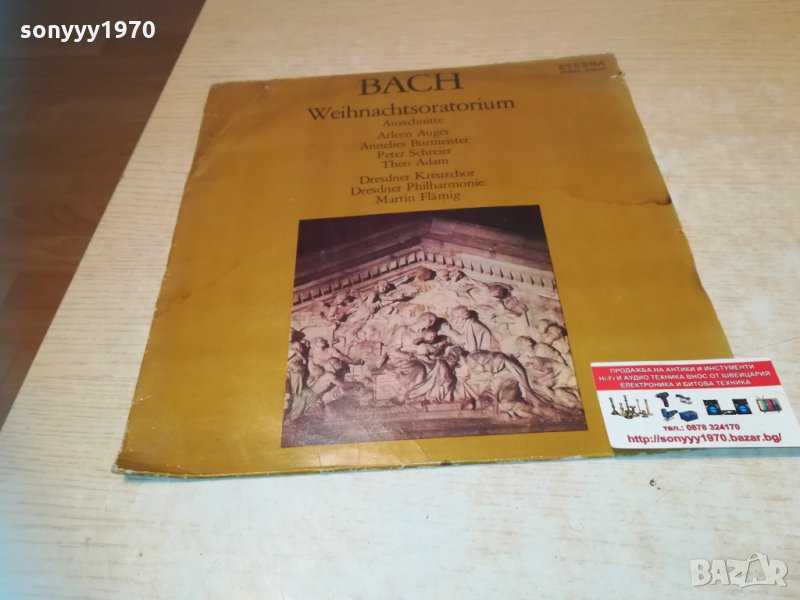 sonyyy1970
ETERNA
BACH
Weihnachtsoratorium
Ausschnitte
Arleen Augér
Annelies Burmeister
Peter Schreier
Theo Adam
Dresdner Kreuzchor
Dresdner Philharmonie
Martin Flämig
ПРОДАЖБА НА АНТИКИ И ИНСТУМЕНТИ
Hi-Fi И АУДИО ТЕХНИКА ВНОС ОТ ШВЕЙЦАРИЯ
ЕЛЕКТРОНИКА И БИТОВА ТЕХНИКА
тел.: 0878 324170
http://sonyyy1970.bazar.bg/
sonyyy1970
BAZAR